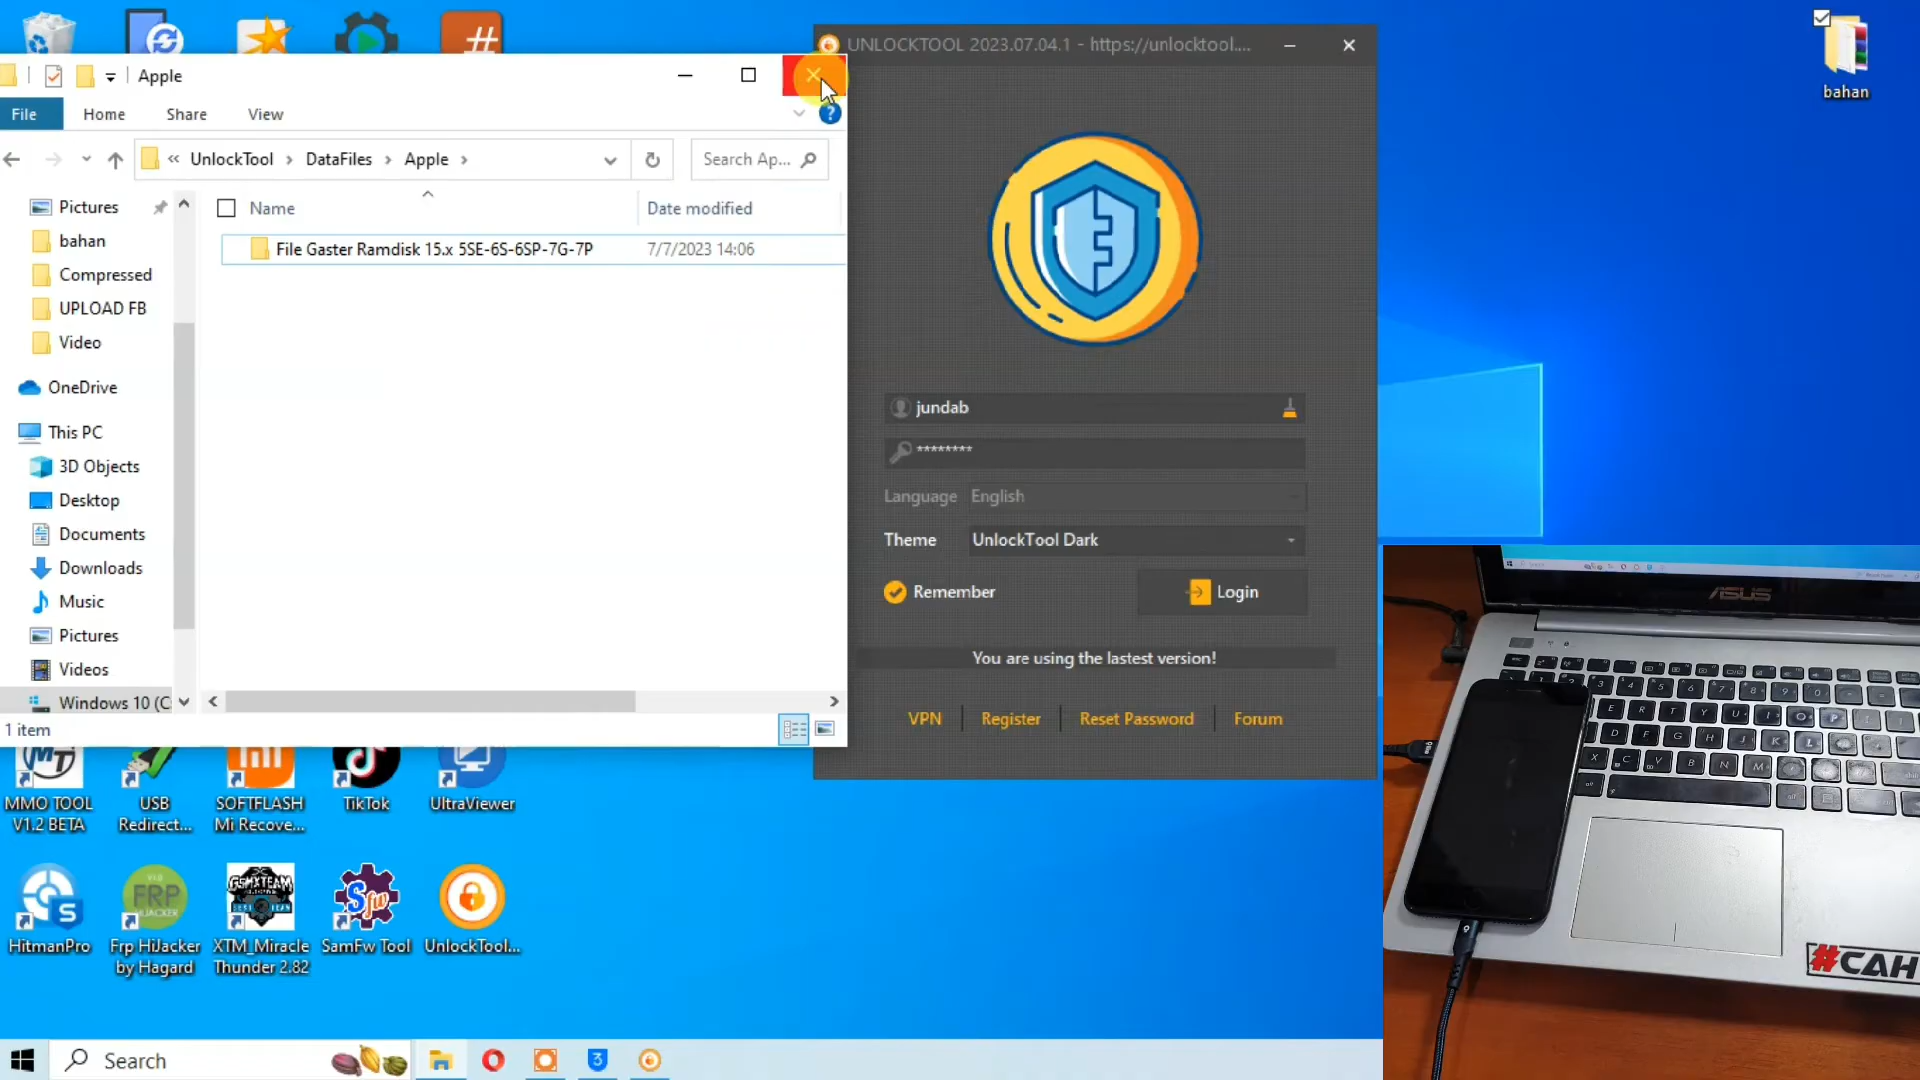 Apple
File
Home
Share
View
UnlockTool
DataFiles
Apple
Search Ap...
Pictures
bahan
Compressed
UPLOAD FB
Video
OneDrive
This PC
3D Objects
Desktop
Documents
Downloads
Music
Pictures
Videos
Windows 10 (C
Name
Date modified
File Gaster Ramdisk 15.x 5SE-6S-6SP-7G-7P
7/7/2023 14:06
1 item
UNLOCKTOOL 2023.07.04.1 - https://unlocktool....
jundab
********
Language
English
Theme
UnlockTool Dark
Remember
Login
You are using the lastest version!
VPN
Register
Reset Password
Forum
bahan
MMO TOOL
V1.2 BETA
USB
Redirect...
SOFTFLASH
Mi Recove...
TikTok
UltraViewer
HitmanPro
FRP
HIJACKER
Frp HiJacker
by Hagard
GSMXTEAM
XTM_Miracle
Thunder 2.82
Sfw
SamFw Tool
UnlockTool...
ASUS
#CAH
Search